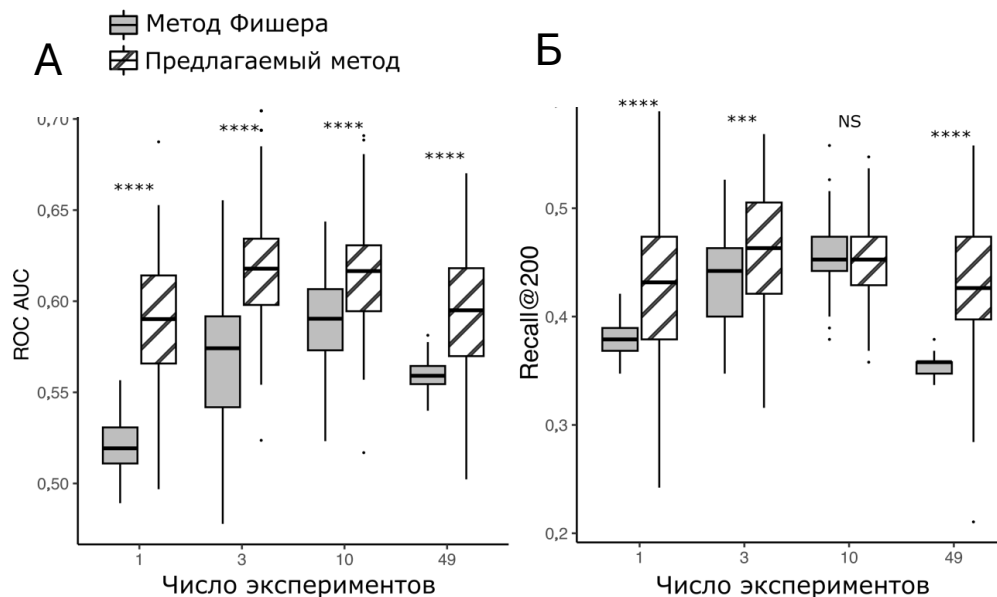 Метод Фишера
Предлагаемый метод
А
Б
0,70
0,65
0,60
0,55
0,50
ROC AUC
****
****
****
****
1
3
10
49
Число экспериментов
0,5
0,4
0,3
0,2
Recall@200
****
***
NS
****
1
3
10
49
Число экспериментов